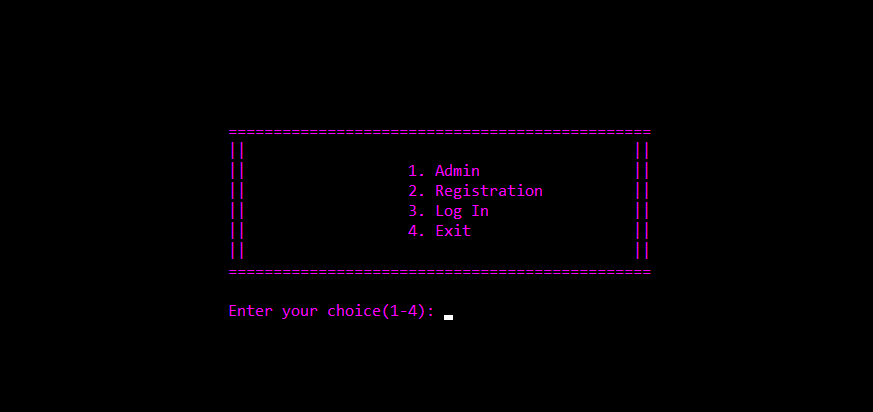 ===============================================
||                                           ||
||                  1. Admin                 ||
||                  2. Registration          ||
||                  3. Log In                ||
||                  4. Exit                  ||
||                                           ||
===============================================
Enter your choice(1-4):